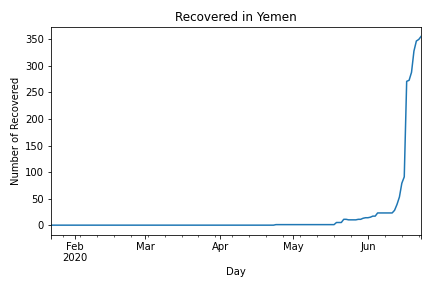 Recovered in Yemen
Number of Recovered
350
300
250
200
150
100
50
0
Feb
2020
Mar
Apr
May
Jun
Day